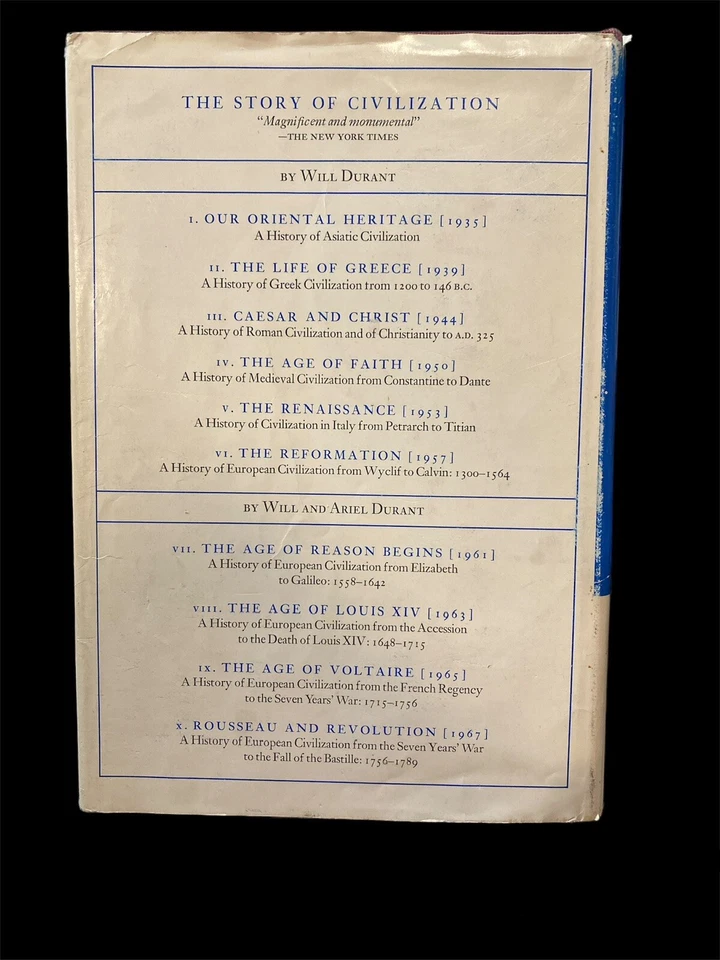 THE STORY OF CIVILIZATION
“Magnificent and monumental”
—THE NEW YORK TIMES
BY WILL DURANT
I. OUR ORIENTAL HERITAGE [1935]
A History of Asiatic Civilization
II. THE LIFE OF GREECE [1939]
A History of Greek Civilization from 1200 to 146 B.C.
III. CAESAR AND CHRIST [1944]
A History of Roman Civilization and of Christianity to A.D. 325
IV. THE AGE OF FAITH [1950]
A History of Medieval Civilization from Constantine to Dante
V. THE RENAISSANCE [1953]
A History of Civilization in Italy from Petrarch to Titian
VI. THE REFORMATION [1957]
A History of European Civilization from Wyclif to Calvin: 1300–1564
BY WILL AND ARIEL DURANT
VII. THE AGE OF REASON BEGINS [1961]
A History of European Civilization from Elizabeth
to Galileo: 1558–1642
VIII. THE AGE OF LOUIS XIV [1963]
A History of European Civilization from the Accession
to the Death of Louis XIV: 1648–1715
IX. THE AGE OF VOLTAIRE [1965]
A History of European Civilization from the French Regency
to the Seven Years' War: 1715–1756
X. ROUSSEAU AND REVOLUTION [1967]
A History of European Civilization from the Seven Years' War
to the Fall of the Bastille: 1756–1789